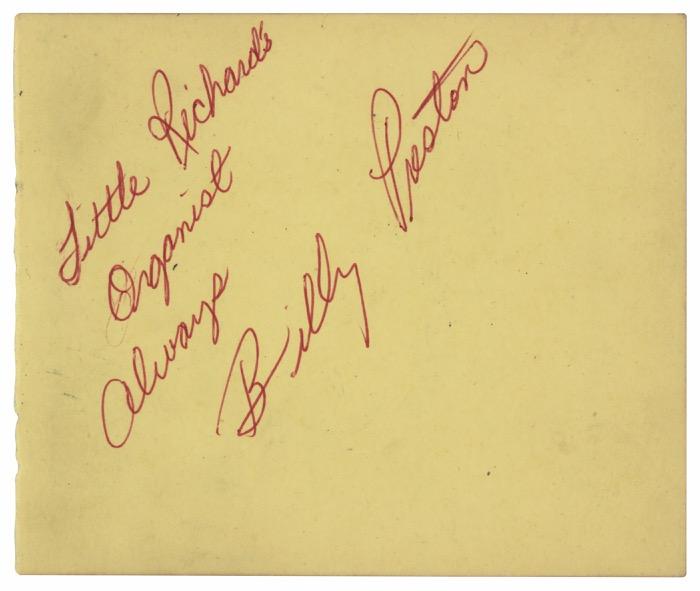 Little Richard's
Organist
Always
Billy Preston